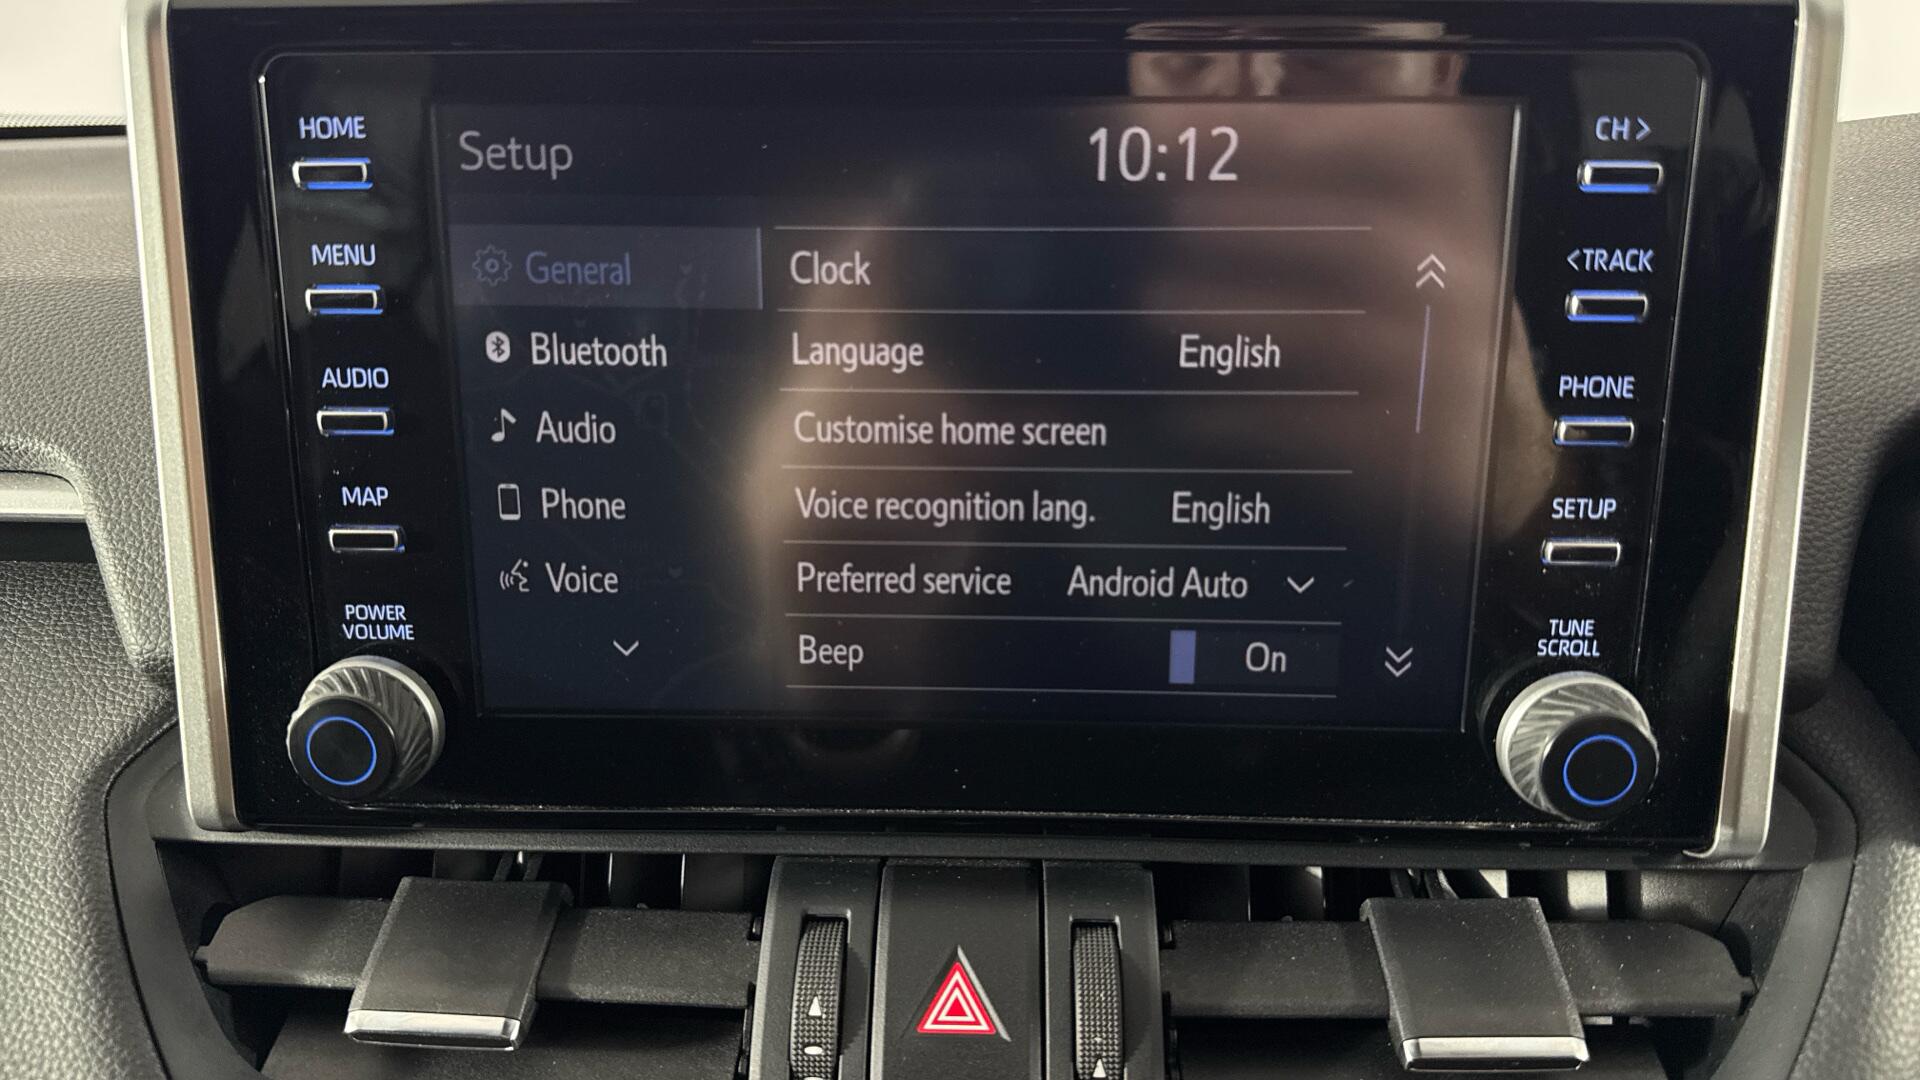 HOME
MENU
AUDIO
MAP
POWER
VOLUME
Setup
10:12
General
Bluetooth
Audio
Phone
Voice
Clock
Language English
Customise home screen
Voice recognition lang. English
Preferred service Android Auto
Beep On
CH >
< TRACK
PHONE
SETUP
TUNE
SCROLL